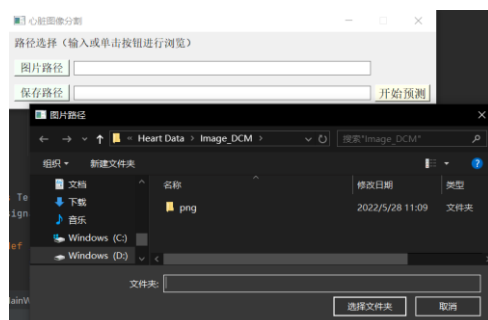 心脏图像分割
路径选择（输入或单击按钮进行浏览）
图片路径
保存路径
开始预测
图片路径
« Heart Data › Image_DCM ›
搜索"Image_DCM"
组织
新建文件夹
文档
下载
音乐
Windows (C:)
Windows (D:)
名称
修改日期
类型
png
2022/5/28 11:09
文件夹
文件夹:
选择文件夹
取消
Te
sign
ef
ainW